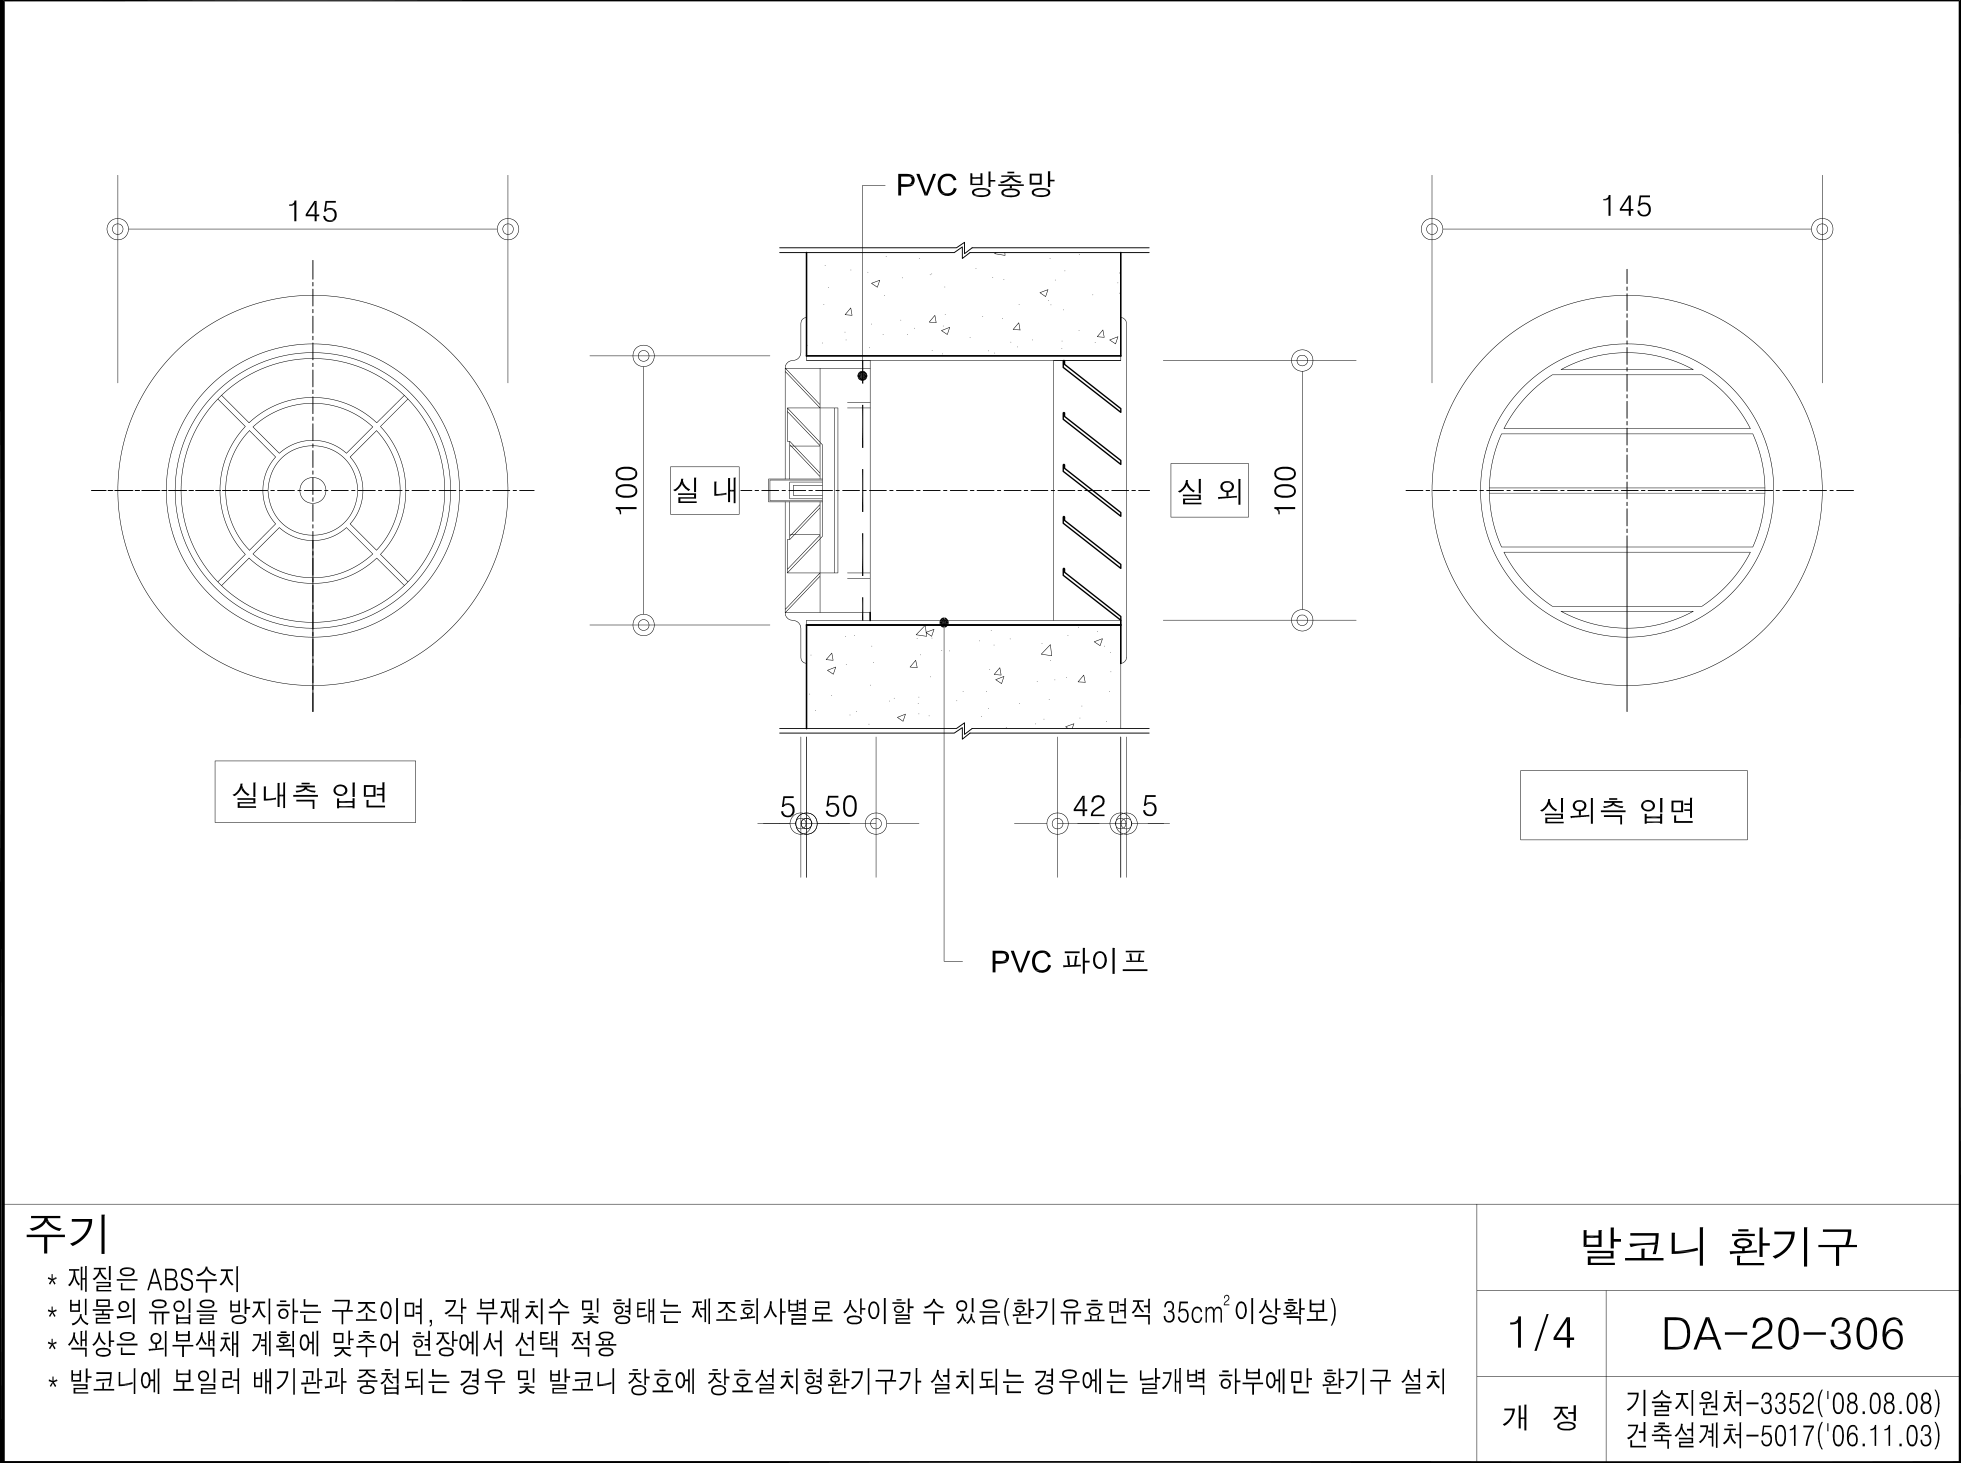 PVC 방충망
145
145
100
실 내
실 외
100
실내측 입면
5
50
42
5
실외측 입면
PVC 파이프
주기
* 재질은 ABS수지
* 빗물의 유입을 방지하는 구조이며, 각 부재치수 및 형태는 제조회사별로 상이할 수 있음(환기유효면적 35cm²이상확보)
* 색상은 외부색채 계획에 맞추어 현장에서 선택 적용
* 발코니에 보일러 배기관과 중첩되는 경우 및 발코니 창호에 창호설치형환기구가 설치되는 경우에는 날개벽 하부에만 환기구 설치
발코니 환기구
1/4
DA-20-306
개 정
기술지원처-3352('08.08.08)
건축설계처-5017('06.11.03)